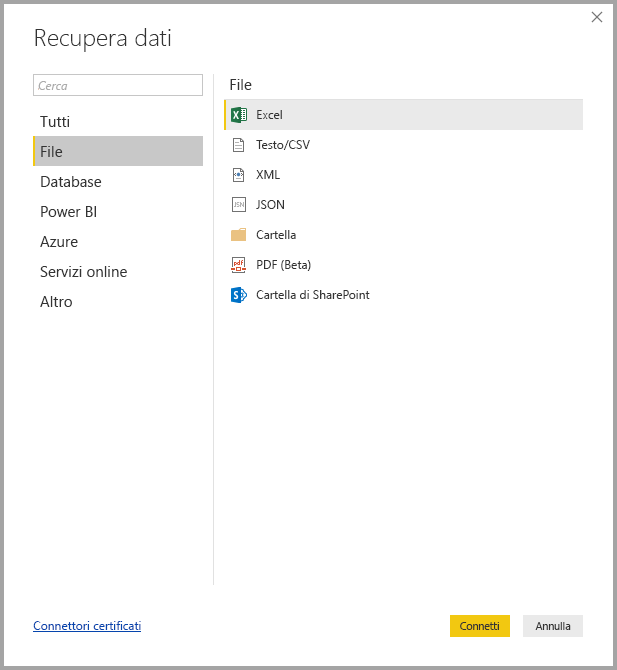 Recupera dati
Cerca
Tutti
File
Database
Power BI
Azure
Servizi online
Altro
File
Excel
Testo/CSV
XML
JSON
Cartella
PDF (Beta)
Cartella di SharePoint
Connettori certificati
Connetti
Annulla